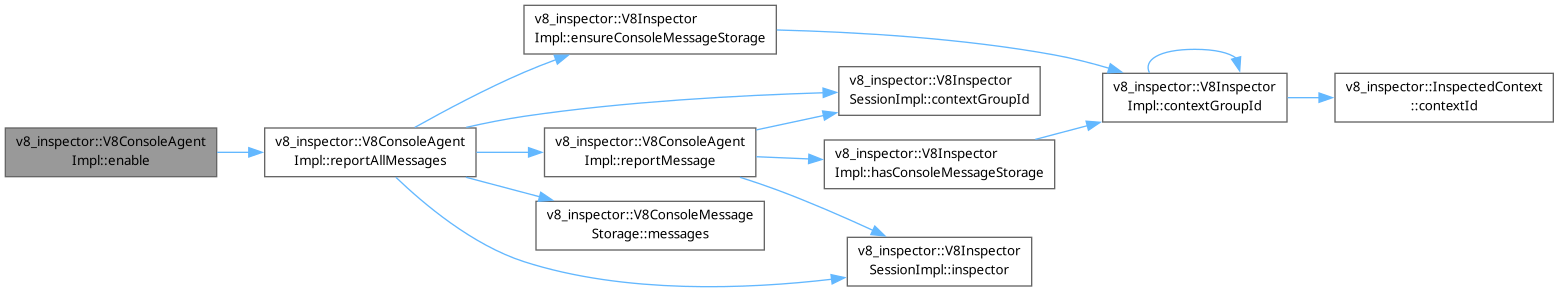 v8_inspector::V8ConsoleAgent
Impl::enable
v8_inspector::V8ConsoleAgent
Impl::reportAllMessages
v8_inspector::V8Inspector
Impl::ensureConsoleMessageStorage
v8_inspector::V8Inspector
SessionImpl::contextGroupId
v8_inspector::V8ConsoleAgent
Impl::reportMessage
v8_inspector::V8Inspector
Impl::hasConsoleMessageStorage
v8_inspector::V8ConsoleMessage
Storage::messages
v8_inspector::V8Inspector
SessionImpl::inspector
v8_inspector::V8Inspector
Impl::contextGroupId
v8_inspector::InspectedContext
::contextId